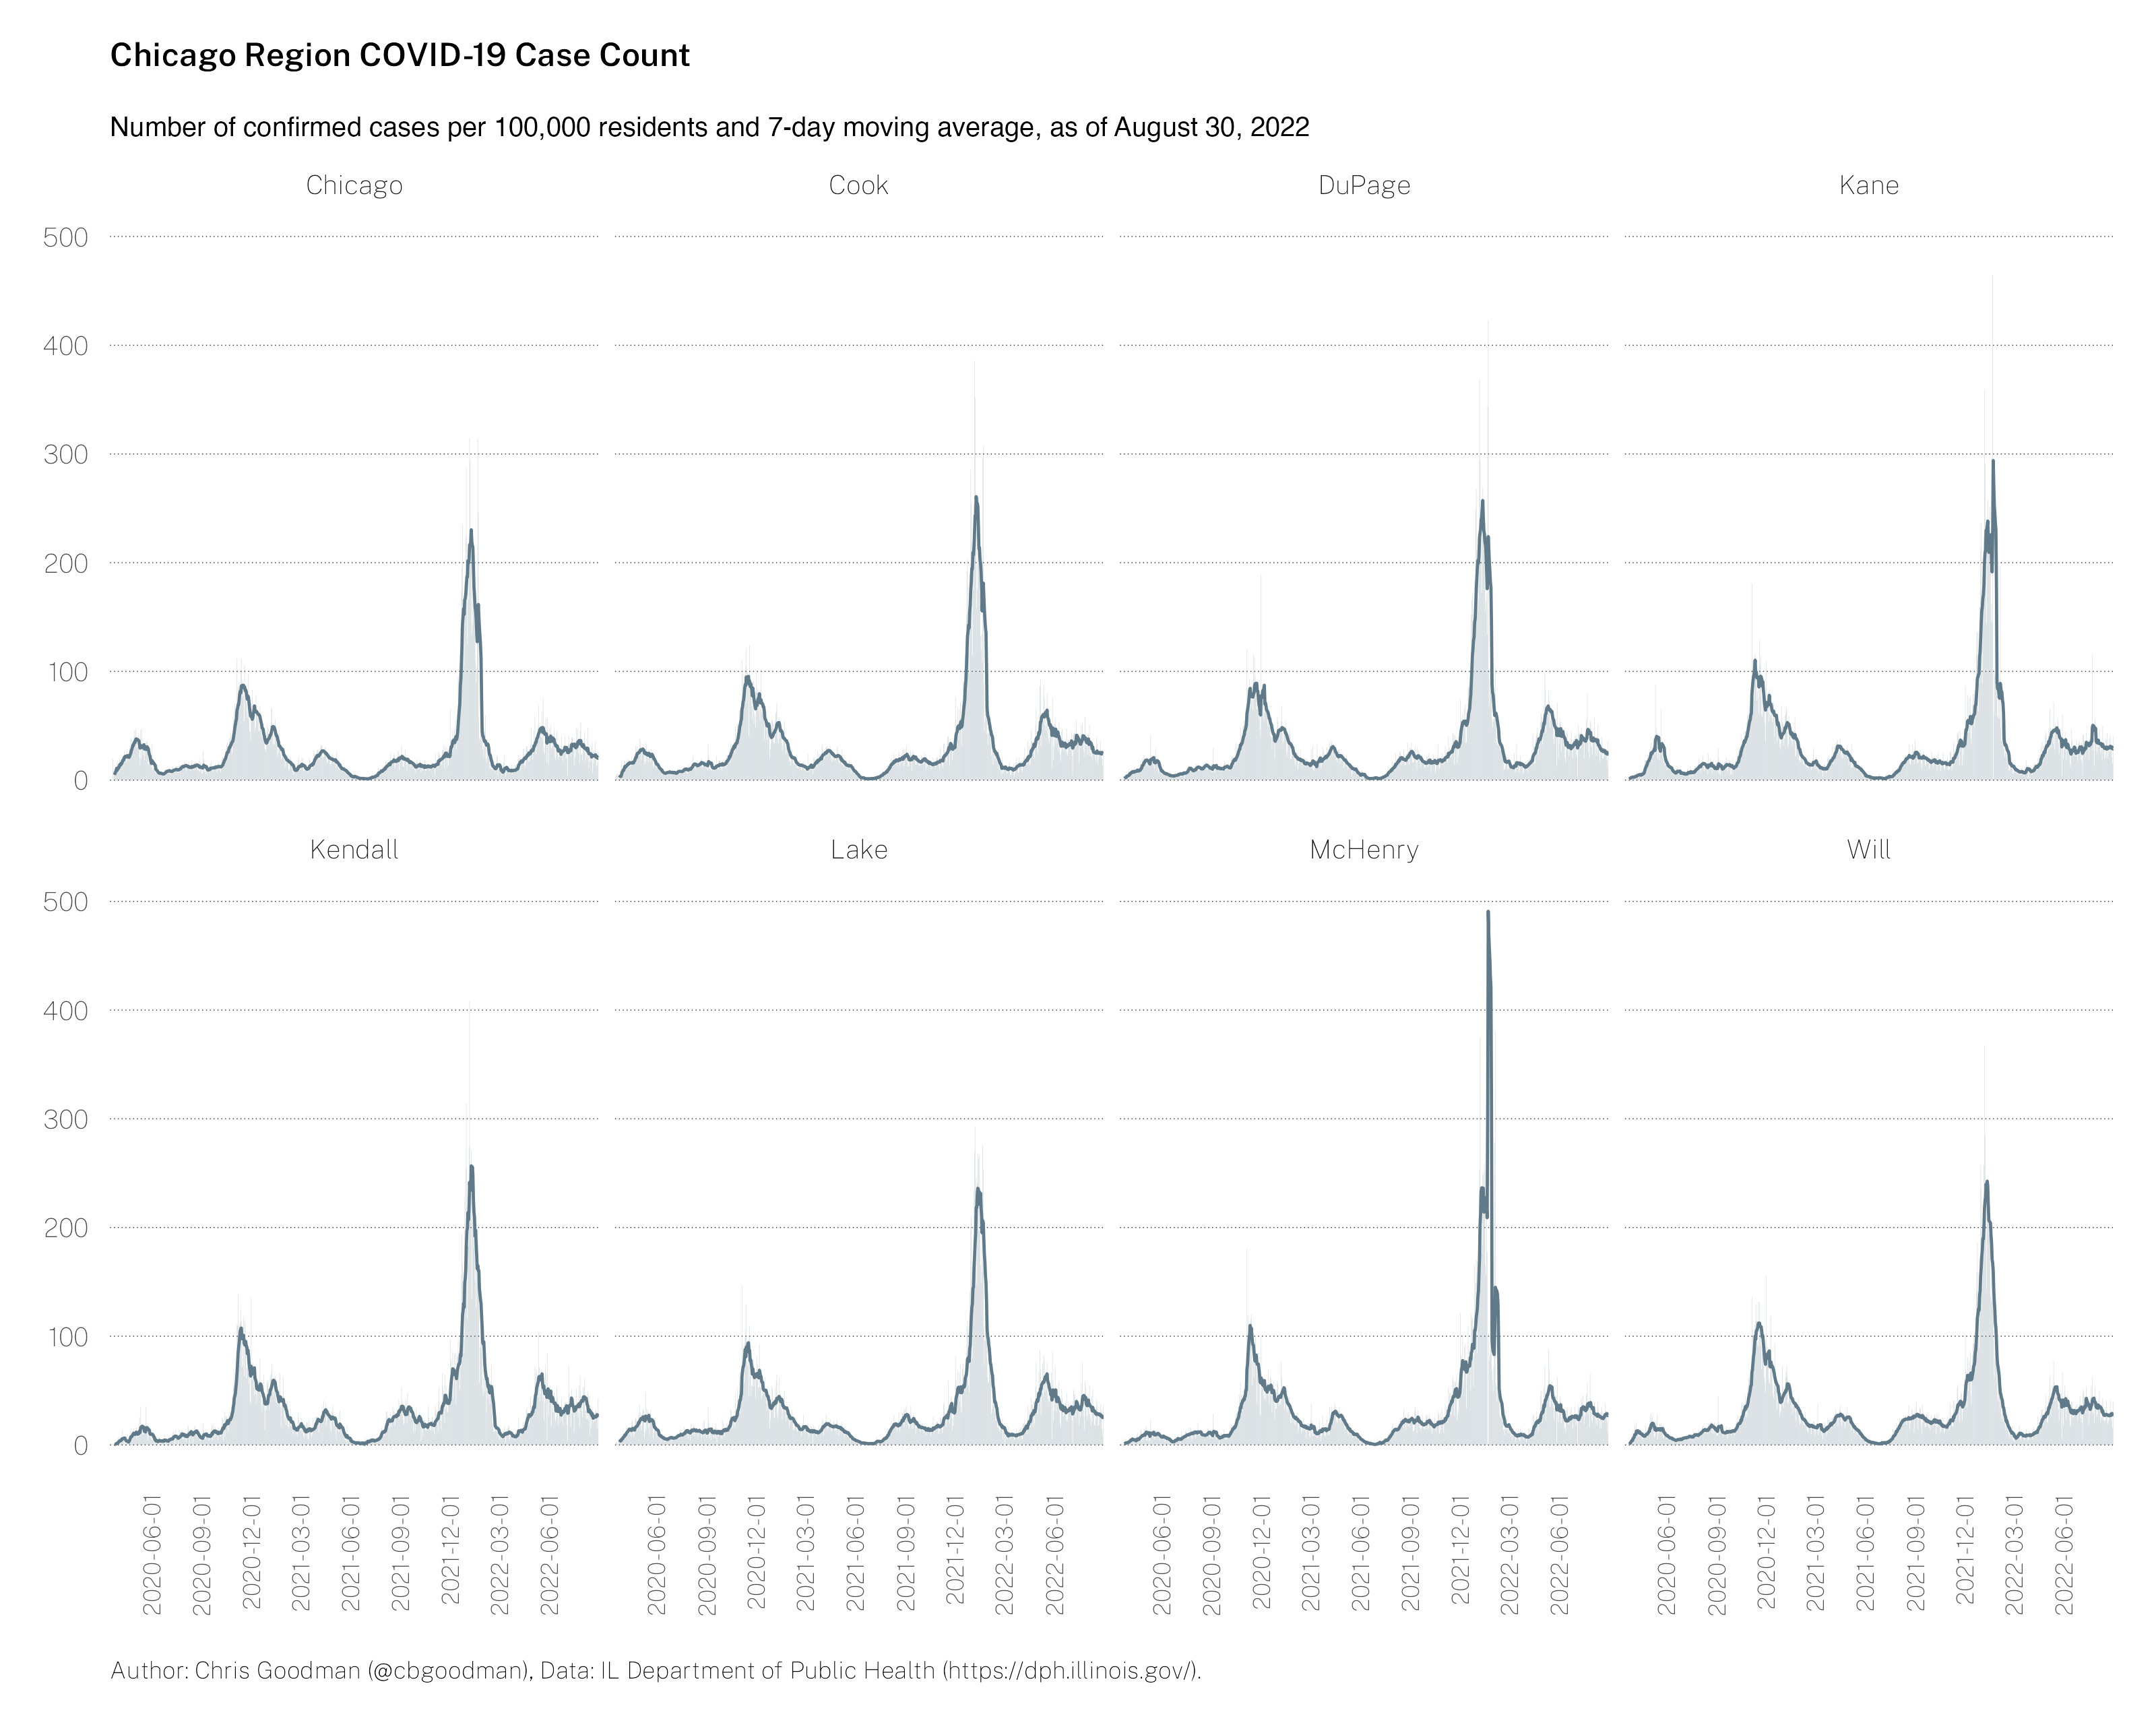 Chicago Region COVID-19 Case Count
Number of confirmed cases per 100,000 residents and 7-day moving average, as of August 30, 2022
Chicago Cook DuPage Kane
500
400
300
200
100
0
Kendall Lake McHenry Will
500
400
300
200
100
0
2020-06-01 2020-09-01 2020-12-01 2021-03-01 2021-06-01 2021-09-01 2021-12-01 2022-03-01 2022-06-01 2020-06-01 2020-09-01 2020-12-01 2021-03-01 2021-06-01 2021-09-01 2021-12-01 2022-03-01 2022-06-01 2020-06-01 2020-09-01 2020-12-01 2021-03-01 2021-06-01 2021-09-01 2021-12-01 2022-03-01 2022-06-01 2020-06-01 2020-09-01 2020-12-01 2021-03-01 2021-06-01 2021-09-01 2021-12-01 2022-03-01 2022-06-01
Author: Chris Goodman (@cbgoodman), Data: IL Department of Public Health (https://dph.illinois.gov/).